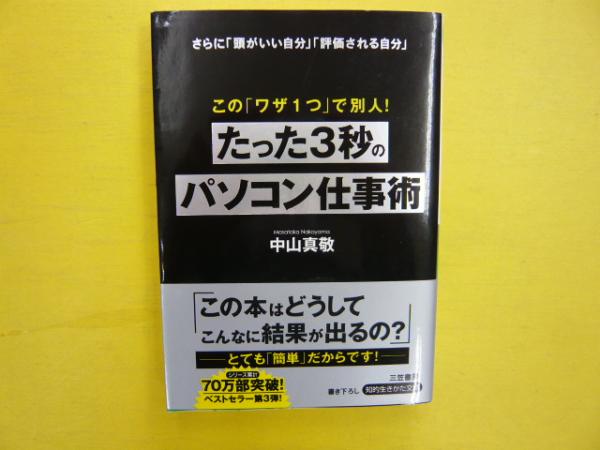 さらに「頭がいい自分」「評価される自分」
この「ワザ1つ」で別人!
たった3秒の
パソコン仕事術
Masataka Nakayama
中山真敬
「この本はどうして
こんなに結果が出るの?」
とても「簡単」だからです!
シリーズ累計
70万部突破!
ベストセラー第3弾!
三笠書房
書き下ろし 知的生きかた文